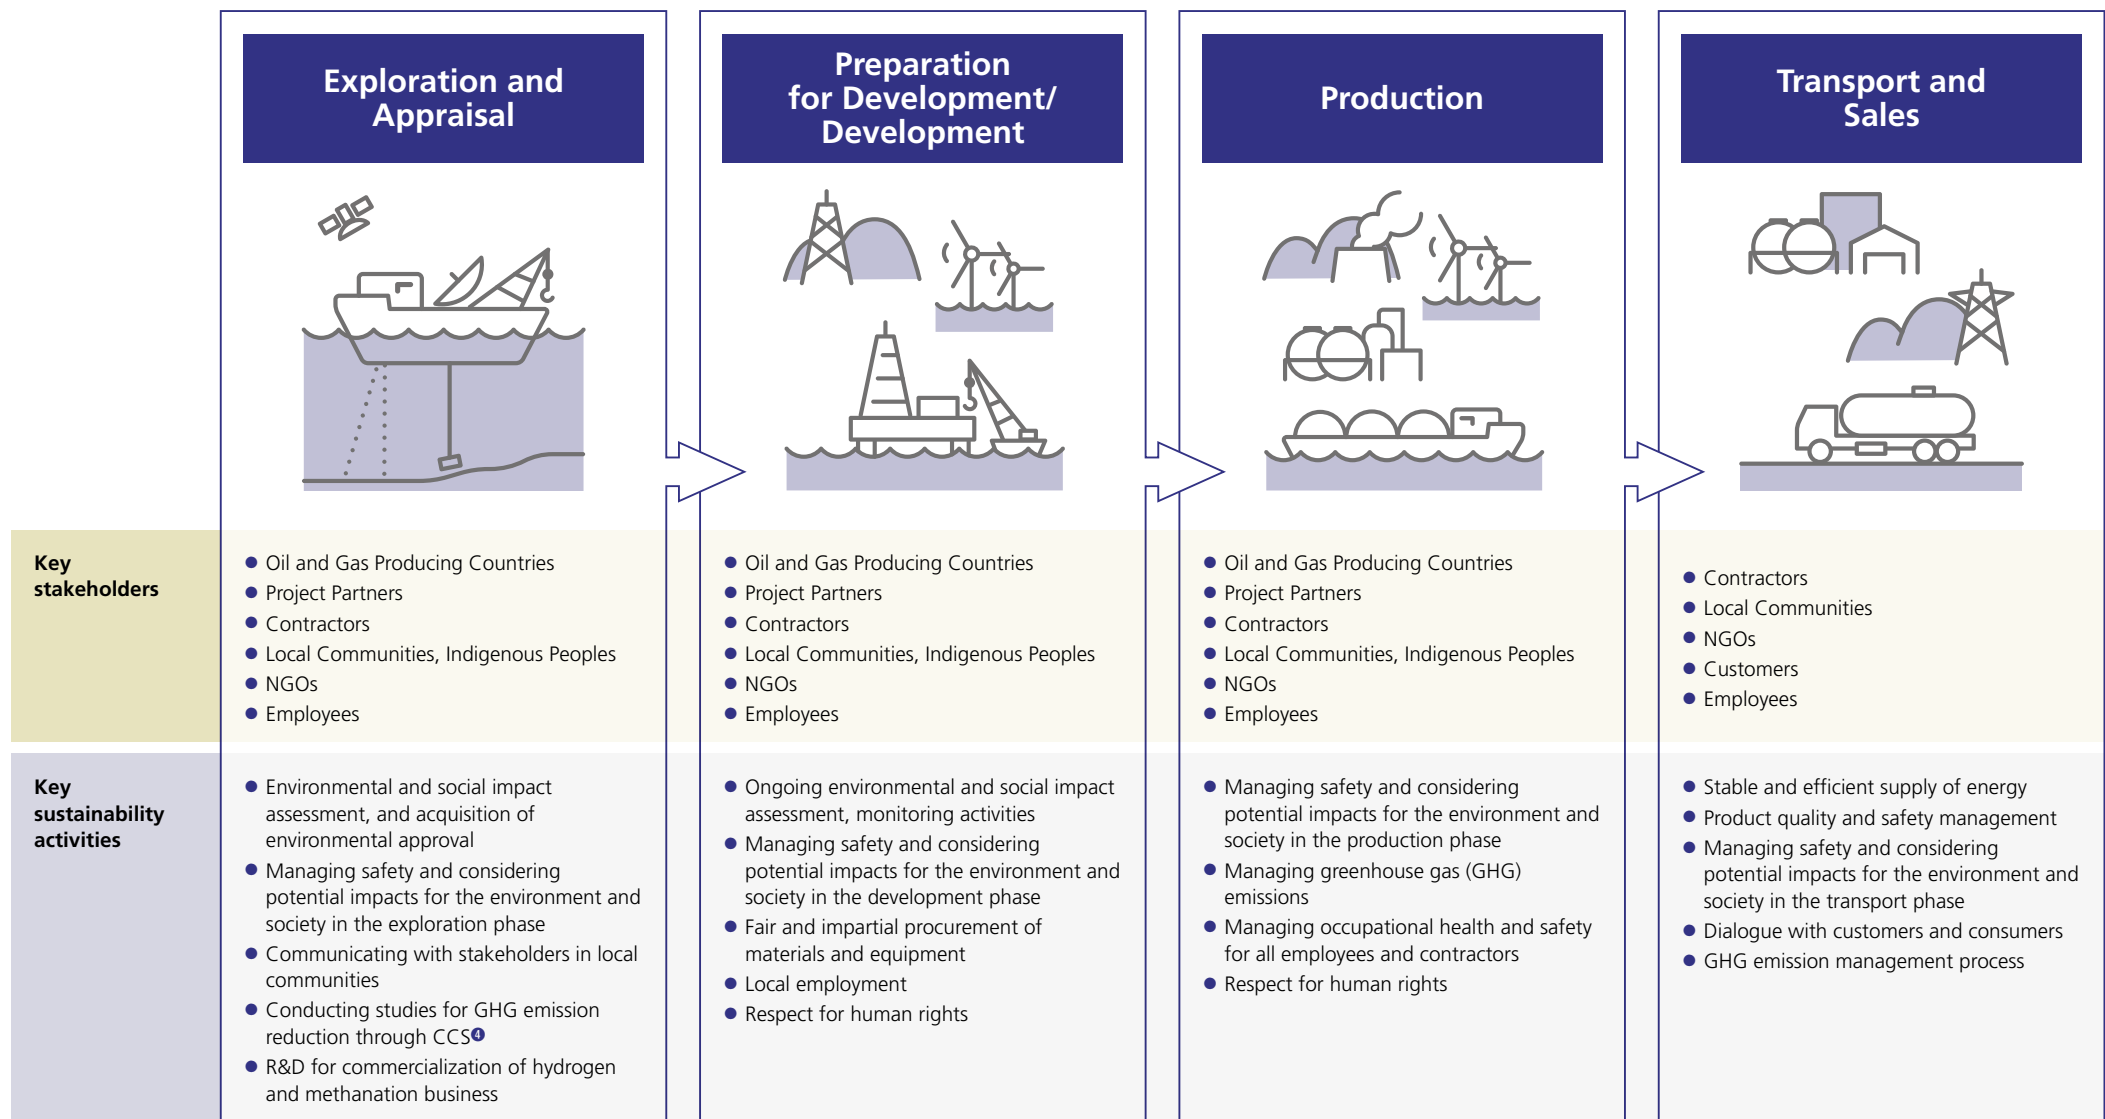 Exploration and
Appraisal
Preparation
for Development/
Development
Production
Transport and
Sales
Key
stakeholders
● Oil and Gas Producing Countries
● Project Partners
● Contractors
● Local Communities, Indigenous Peoples
● NGOs
● Employees
● Oil and Gas Producing Countries
● Project Partners
● Contractors
● Local Communities, Indigenous Peoples
● NGOs
● Employees
● Oil and Gas Producing Countries
● Project Partners
● Contractors
● Local Communities, Indigenous Peoples
● NGOs
● Employees
● Contractors
● Local Communities
● NGOs
● Customers
● Employees
Key
sustainability
activities
● Environmental and social impact
assessment, and acquisition of
environmental approval
● Managing safety and considering
potential impacts for the environment and
society in the exploration phase
● Communicating with stakeholders in local
communities
● Conducting studies for GHG emission
reduction through CCS❹
● R&D for commercialization of hydrogen
and methanation business
● Ongoing environmental and social impact
assessment, monitoring activities
● Managing safety and considering
potential impacts for the environment and
society in the development phase
● Fair and impartial procurement of
materials and equipment
● Local employment
● Respect for human rights
● Managing safety and considering
potential impacts for the environment and
society in the production phase
● Managing greenhouse gas (GHG)
emissions
● Managing occupational health and safety
for all employees and contractors
● Respect for human rights
● Stable and efficient supply of energy
● Product quality and safety management
● Managing safety and considering
potential impacts for the environment and
society in the transport phase
● Dialogue with customers and consumers
● GHG emission management process